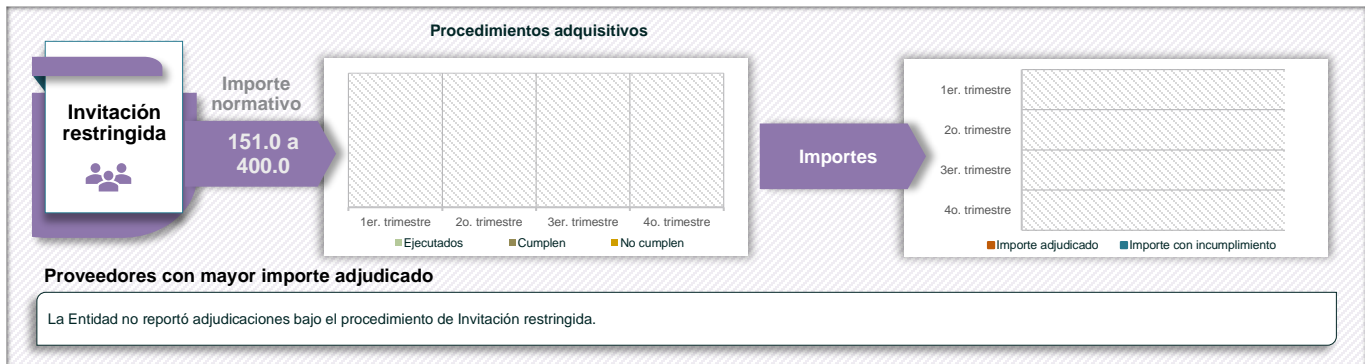 Procedimientos adquisitivos
Invitación
restringida
Importe
normativo
151.0 a
400.0
1er. trimestre
2o. trimestre
3er. trimestre
4o. trimestre
Ejecutados
Cumplen
No cumplen
Importes
1er. trimestre
2o. trimestre
3er. trimestre
4o. trimestre
Importe adjudicado
Importe con incumplimiento
Proveedores con mayor importe adjudicado
La Entidad no reportó adjudicaciones bajo el procedimiento de Invitación restringida.